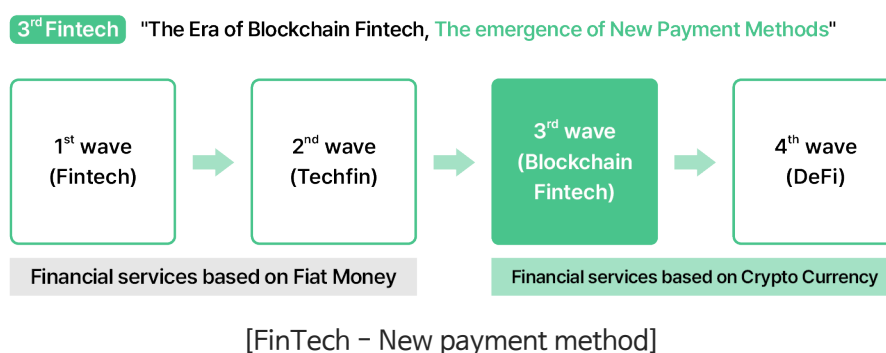 3rd Fintech "The Era of Blockchain Fintech, The emergence of New Payment Methods"
1st wave
(Fintech)
2nd wave
(Techfin)
3rd wave
(Blockchain
Fintech)
4th wave
(DeFi)
Financial services based on Fiat Money
Financial services based on Crypto Currency
[FinTech - New payment method]